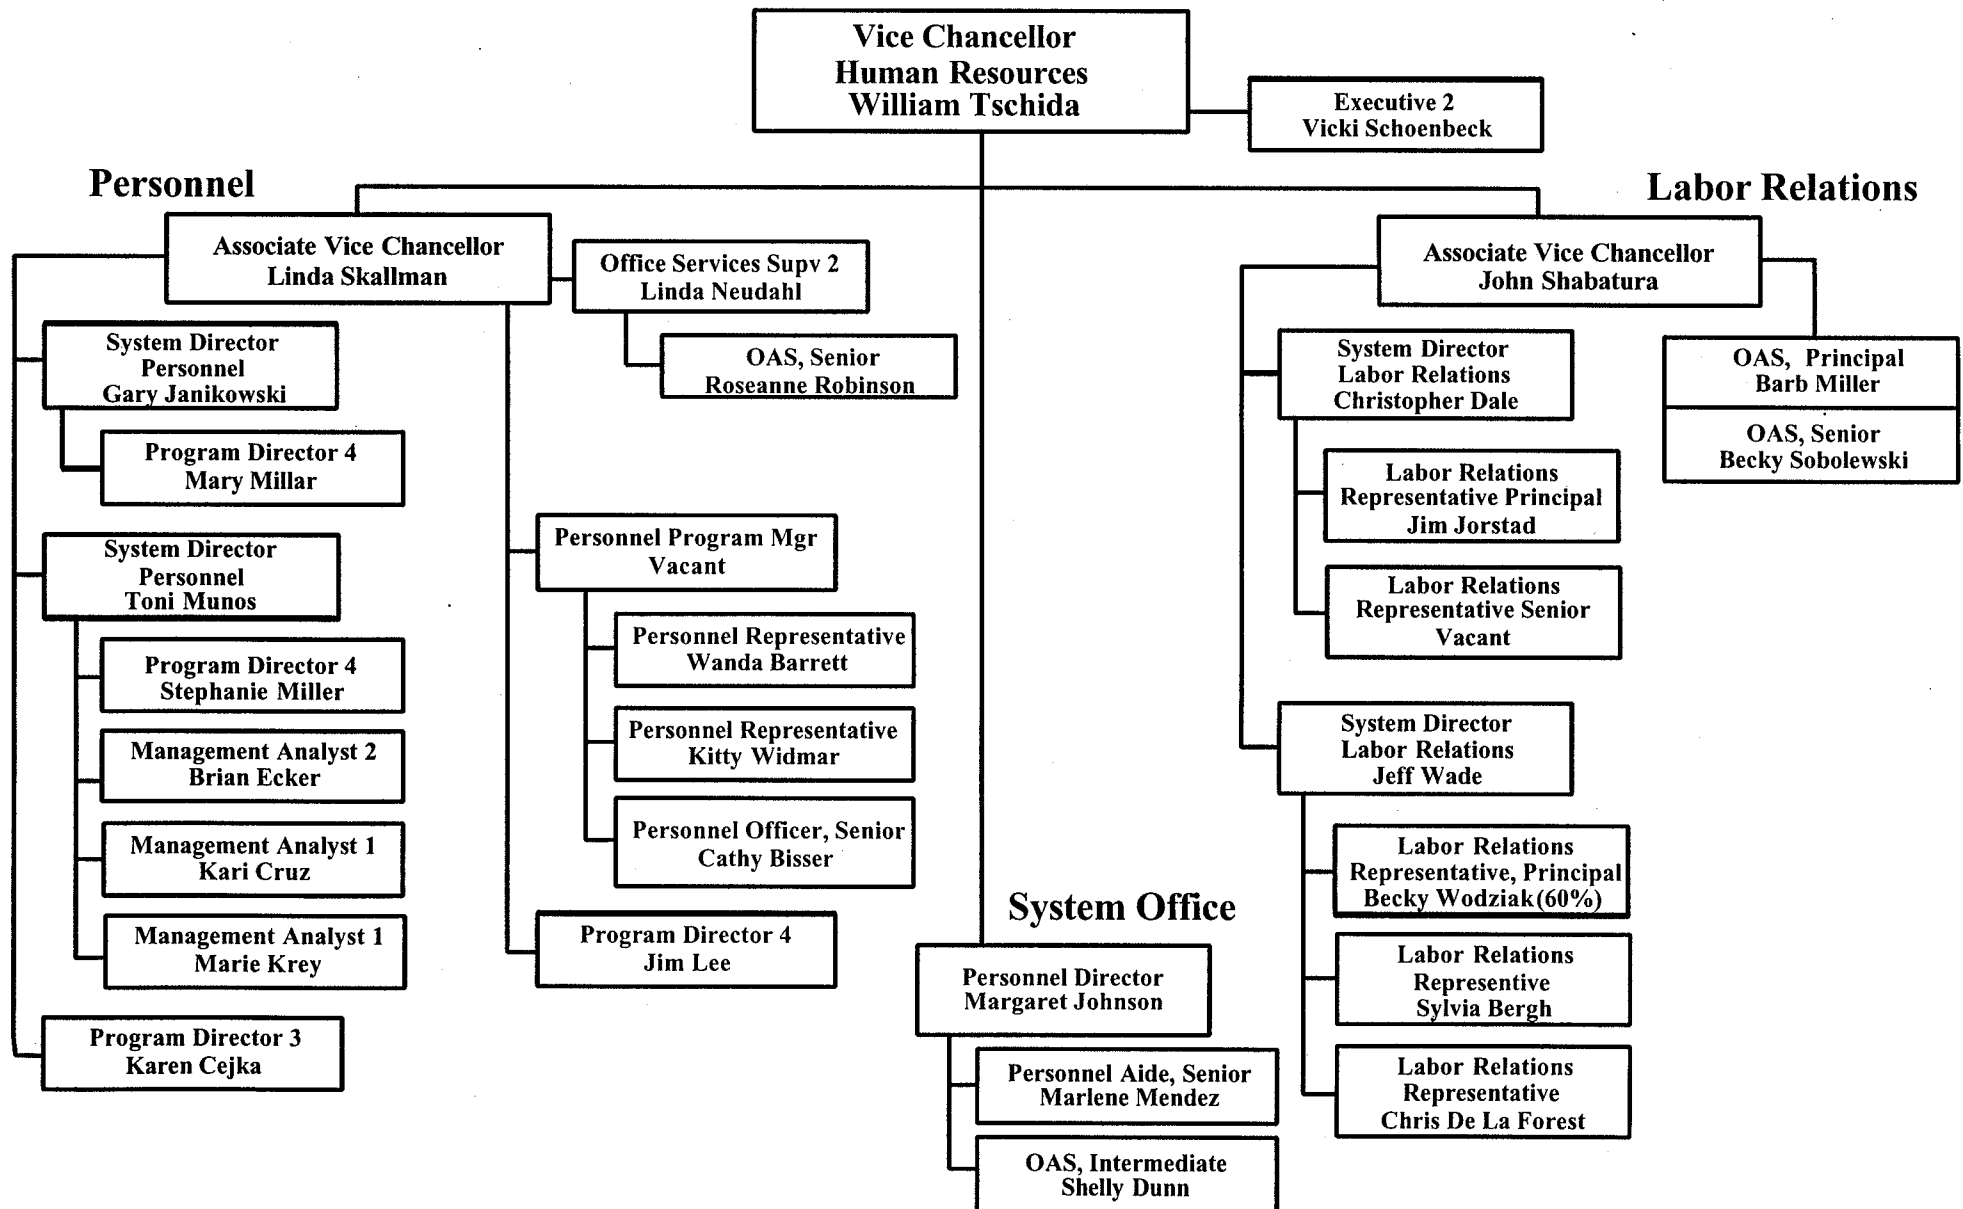 Vice Chancellor
Human Resources
William Tschida
Executive 2
Vicki Schoenbeck
Personnel
Labor Relations
Associate Vice Chancellor
Linda Skallman
Office Services Supv 2
Linda Neudahl
OAS, Senior
Roseanne Robinson
System Director
Personnel
Gary Janikowski
Program Director 4
Mary Millar
System Director
Personnel
Toni Munos
Program Director 4
Stephanie Miller
Management Analyst 2
Brian Ecker
Management Analyst 1
Kari Cruz
Management Analyst 1
Marie Krey
Program Director 3
Karen Cejka
Personnel Program Mgr
Vacant
Personnel Representative
Wanda Barrett
Personnel Representative
Kitty Widmar
Personnel Officer, Senior
Cathy Bisser
Program Director 4
Jim Lee
System Office
Personnel Director
Margaret Johnson
Personnel Aide, Senior
Marlene Mendez
OAS, Intermediate
Shelly Dunn
Associate Vice Chancellor
John Shabatura
OAS, Principal
Barb Miller
OAS, Senior
Becky Sobolewski
System Director
Labor Relations
Christopher Dale
Labor Relations
Representative Principal
Jim Jorstad
Labor Relations
Representative Senior
Vacant
System Director
Labor Relations
Jeff Wade
Labor Relations
Representative, Principal
Becky Wodziak(60%)
Labor Relations
Representive
Sylvia Bergh
Labor Relations
Representative
Chris De La Forest